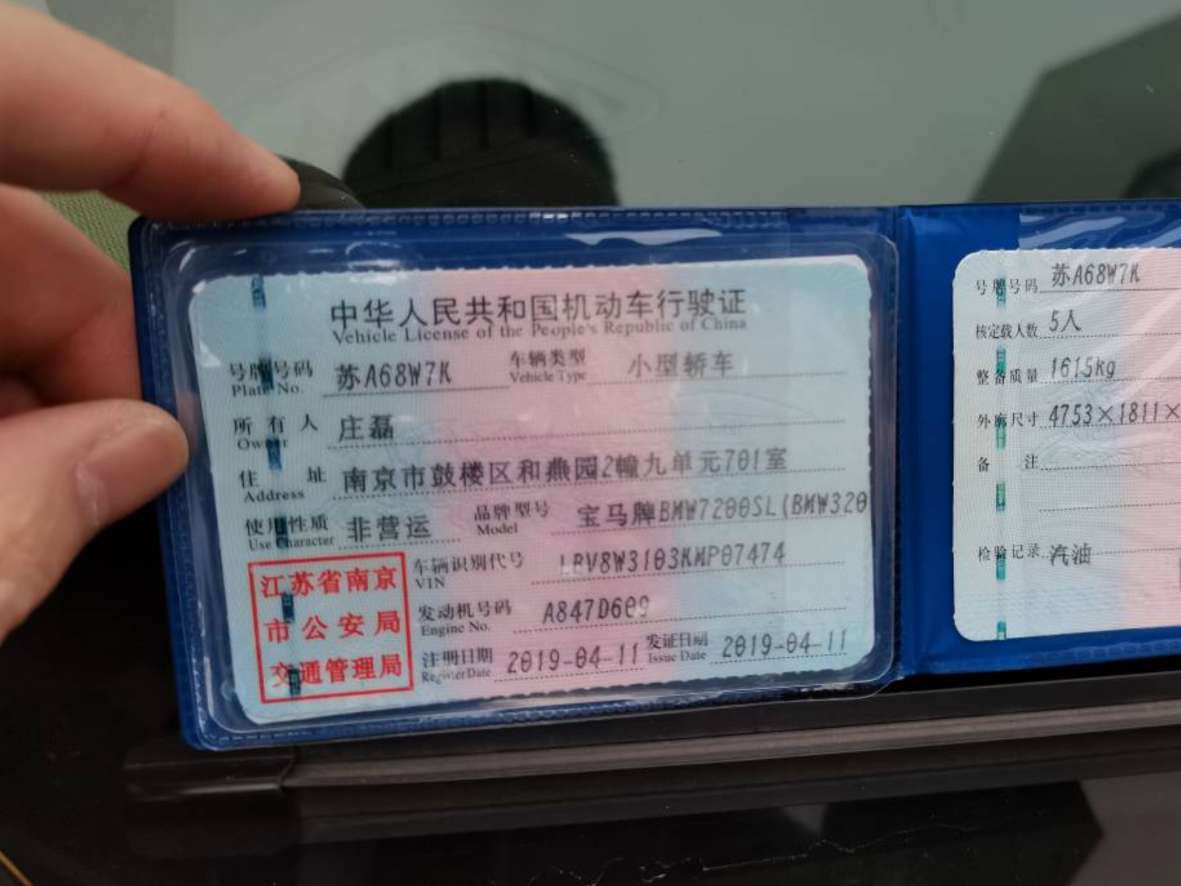 中华人民共和国机动车行驶证
Vehicle License of the People's Republic of China
号牌号码 苏A68W7K 车辆类型 小型轿车
Plate No. Vehicle Type
所有人 庄磊
Owner
住址 南京市鼓楼区和燕园2幢九单元701室
Address
使用性质 非营运 品牌型号 宝马牌BMW7200SL(BMW320
Use Character Model
江苏省南京
市公安局
交通管理局
车辆识别代号 LBV8W3103KMP07474
VIN
发动机号码 A847D609
Engine No.
注册日期 2019-04-11 发证日期 2019-04-11
Register Date Issue Date
号牌号码 苏A68W7K
核定载人数 5人
整备质量 1615kg
外廓尺寸 4753×1811×
备注
检验记录 汽油